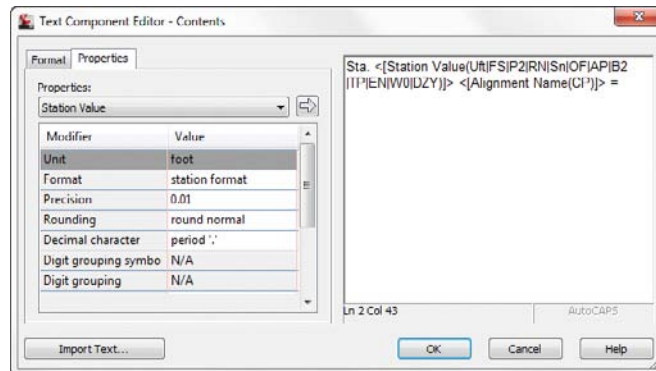 Text Component Editor - Contents
Format
Properties
Sta. <[Station Value(Uft|FS|P2|RN|Sn|OF|AP|B2
|TP|EN|W0|DZY)]> <[Alignment Name(CP)]> =
Properties:
Station Value
Modifier Value
Unit foot
Format station format
Precision 0.01
Rounding round normal
Decimal character period '.'
Digit grouping symbo N/A
Digit grouping N/A
Ln 2 Col 43
AutoCAPS
Import Text...
OK
Cancel
Help